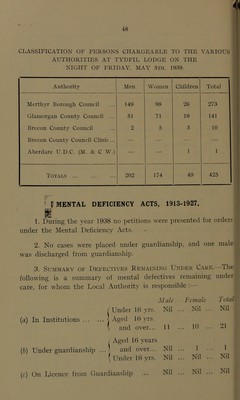 48
CLASSIFICATION OF PERSONS CHARGEABLE TO THE VARIOUS
AUTHORITIES AT TYDFIL LODGE ON THE
NIGHT OF FRIDAY, MAY 5th, 1939.
Authority Men Women Children Total
Merthyr Borough Council 149 98 26 273
Glamorgan County Council ... 51 71 19 141
Brecon County Council ... 2 5 3 10
Brecon County Council Clinic ... — — — —
Aberdare U.D.C. (M. & C W.) — — 1 1
TOTALS ... ... ... 202 174 49 425
MENTAL DEFICIENCY ACTS, 1913-1927.
1. During the year 1938 no petitions were presented for orders
under the Mental Deficiency Acts.
2. No cases were placed under guardianship, and one male
was discharged from guardianship.
3. SUMMARY OF DEFECTIVES REMAINING UNDER CARE.—The
following is a summary of mental defectives remaining under
care, for whom the Local Authority is responsible :—
Male Female Total
Under 16 yrs. Nil ... Nil ... Nil
(a) In Institutions ... ... Aged 16 yrs.
and over... 11 ... 10 ... 21
Aged 16 years
(b) Under guardianship ... and over... Nil ... 1 ... 1
Under 16 yrs. Nil ... Nil ... Nil
(c) On Licence from Guardianship ... Nil ... Nil ... Nil